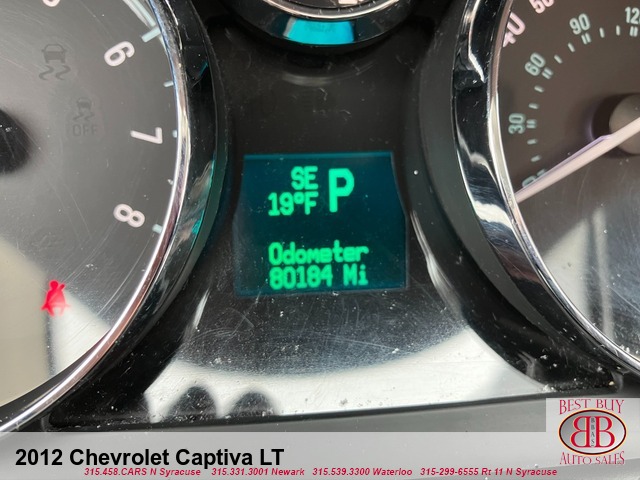 6
7
8
OFF
SE P
19°F
Odometer
80184 Mi
40
50
60
90
30
BEST BUY
BB
AUTO SALES
2012 Chevrolet Captiva LT
315.458.CARS N Syracuse 315.331.3001 Newark 315.539.3300 Waterloo 315-299-6555 Rt 11 N Syracuse